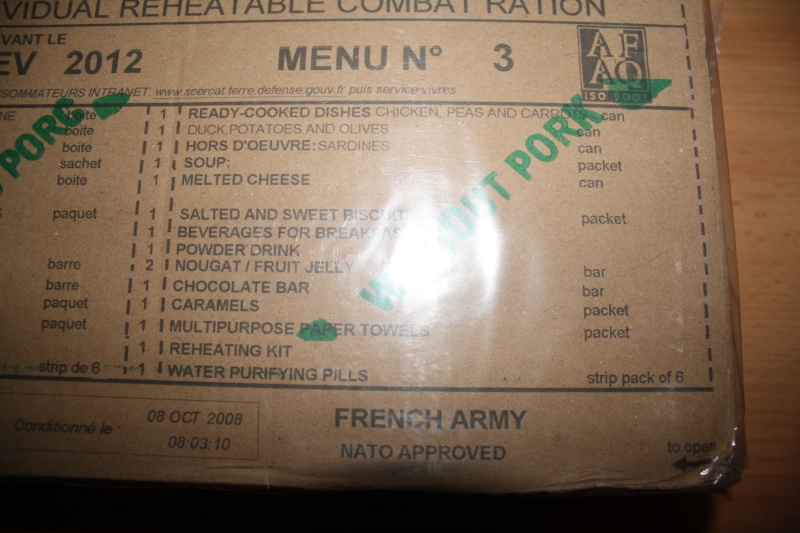 VIDUAL REHEATABLE COMBAT RATION
VANT LE
EV 2012 MENU N° 3
AF
AQ
ISO 9001
SOMMATEURS INTRANET. www.scercat.terre.defense.gouv.fr puis service vivres
NE boite 1 READY-COOKED DISHES CHICKEN, PEAS AND CARROTS can
boite 1 DUCK, POTATOES AND OLIVES can
boite 1 HORS D'OEUVRE: SARDINES can
sachet 1 SOUP: packet
boite 1 MELTED CHEESE can
paquet 1 SALTED AND SWEET BISCUITS packet
1 BEVERAGES FOR BREAKFAST
1 POWDER DRINK
barre 2 NOUGAT / FRUIT JELLY bar
barre 1 CHOCOLATE BAR bar
paquet 1 CARAMELS packet
paquet 1 MULTIPURPOSE PAPER TOWELS packet
1 REHEATING KIT
strip de 6 1 WATER PURIFYING PILLS strip pack of 6
S PORC
WITHOUT PORK
Conditionné le : 08 OCT 2008
08:03:10
FRENCH ARMY
NATO APPROVED
to open